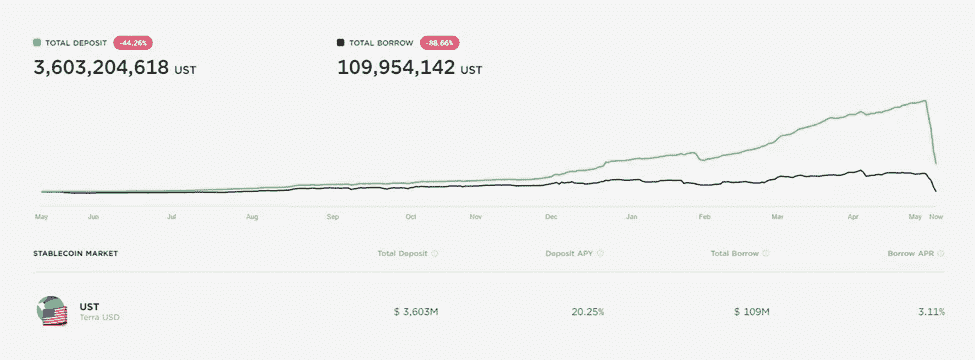 TOTAL DEPOSIT -44.26% TOTAL BORROW -88.66%
3,603,204,618 UST 109,954,142 UST
May Jun Jul Aug Sep Oct Nov Dec Jan Feb Mar Apr May Now
STABLECOIN MARKET Total Deposit Deposit APY Total Borrow Borrow APR
UST
Terra USD
$ 3,603M 20.25% $ 109M 3.11%